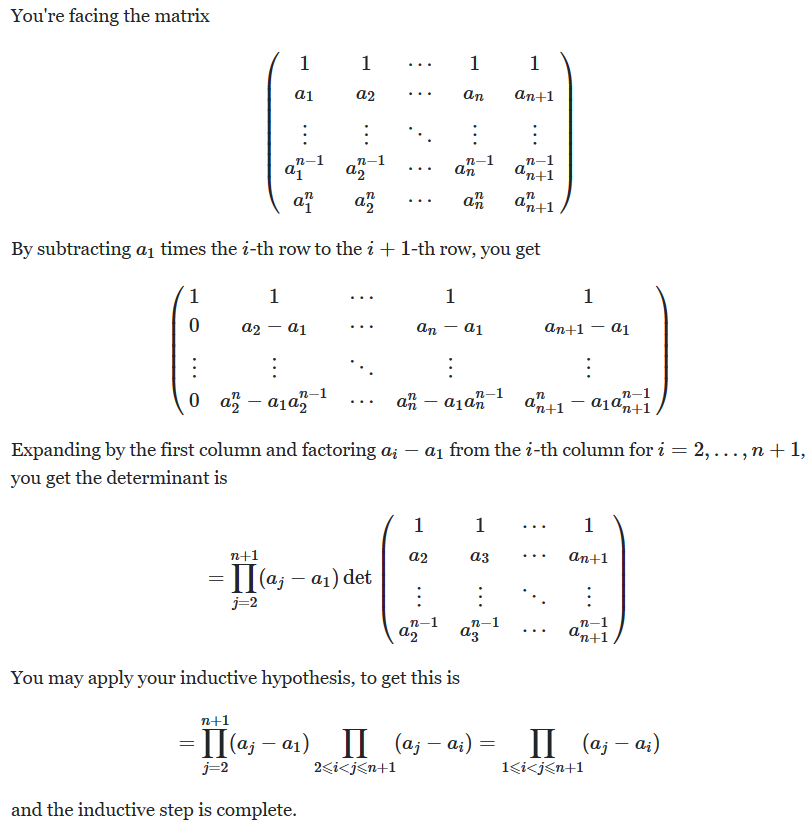 You're facing the matrix
\begin{pmatrix} 1 & 1 & \cdots & 1 & 1 \\ a_1 & a_2 & \cdots & a_n & a_{n+1} \\ \vdots & \vdots & \ddots & \vdots & \vdots \\ a_1^{n-1} & a_2^{n-1} & \cdots & a_n^{n-1} & a_{n+1}^{n-1} \\ a_1^n & a_2^n & \cdots & a_n^n & a_{n+1}^n \end{pmatrix}
By subtracting a_1 times the i-th row to the i + 1-th row, you get
\begin{pmatrix} 1 & 1 & \cdots & 1 & 1 \\ 0 & a_2 - a_1 & \cdots & a_n - a_1 & a_{n+1} - a_1 \\ \vdots & \vdots & \ddots & \vdots & \vdots \\ 0 & a_2^n - a_1 a_2^{n-1} & \cdots & a_n^n - a_1 a_n^{n-1} & a_{n+1}^n - a_1 a_{n+1}^{n-1} \end{pmatrix}
Expanding by the first column and factoring a_i - a_1 from the i-th column for i = 2, \ldots, n + 1,
you get the determinant is
= \prod_{j=2}^{n+1} (a_j - a_1) \det \begin{pmatrix} 1 & 1 & \cdots & 1 \\ a_2 & a_3 & \cdots & a_{n+1} \\ \vdots & \vdots & \ddots & \vdots \\ a_2^{n-1} & a_3^{n-1} & \cdots & a_{n+1}^{n-1} \end{pmatrix}
You may apply your inductive hypothesis, to get this is
= \prod_{j=2}^{n+1} (a_j - a_1) \prod_{2 \leqslant i < j \leqslant n+1} (a_j - a_i) = \prod_{1 \leqslant i < j \leqslant n+1} (a_j - a_i)
and the inductive step is complete.